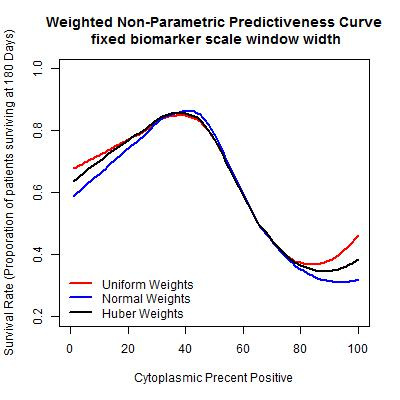 Weighted Non-Parametric Predictiveness Curve
fixed biomarker scale window width
Survival Rate (Proporation of patients surviving at 180 Days)
1.0
0.8
0.6
0.4
0.2
Uniform Weights
Normal Weights
Huber Weights
0 20 40 60 80 100
Cytoplasmic Precent Positive